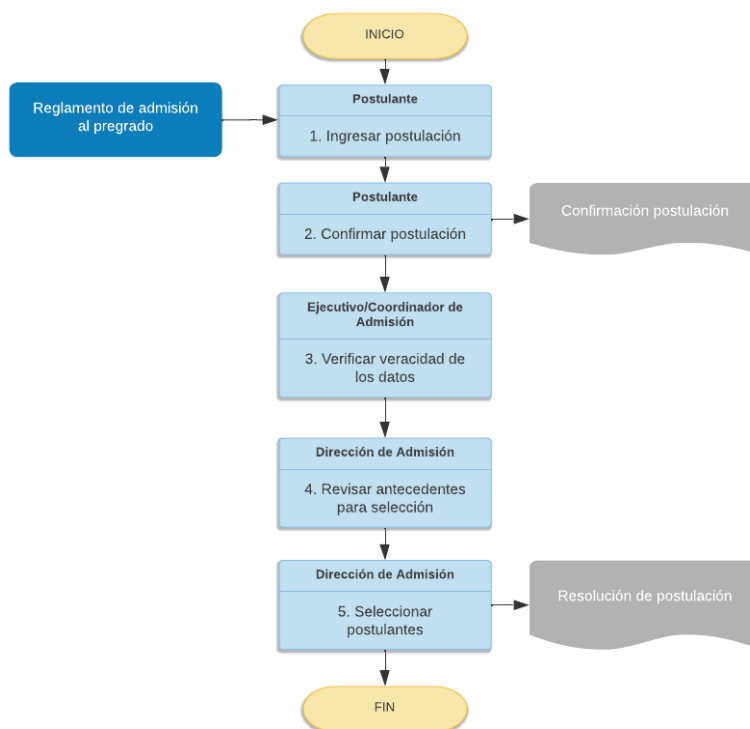 INICIO
Reglamento de admisión
al pregrado
Postulante
1. Ingresar postulación
Postulante
2. Confirmar postulación
Confirmación postulación
Ejecutivo/Coordinador de
Admisión
3. Verificar veracidad de
los datos
Dirección de Admisión
4. Revisar antecedentes
para selección
Dirección de Admisión
5. Seleccionar
postulantes
Resolución de postulación
FIN